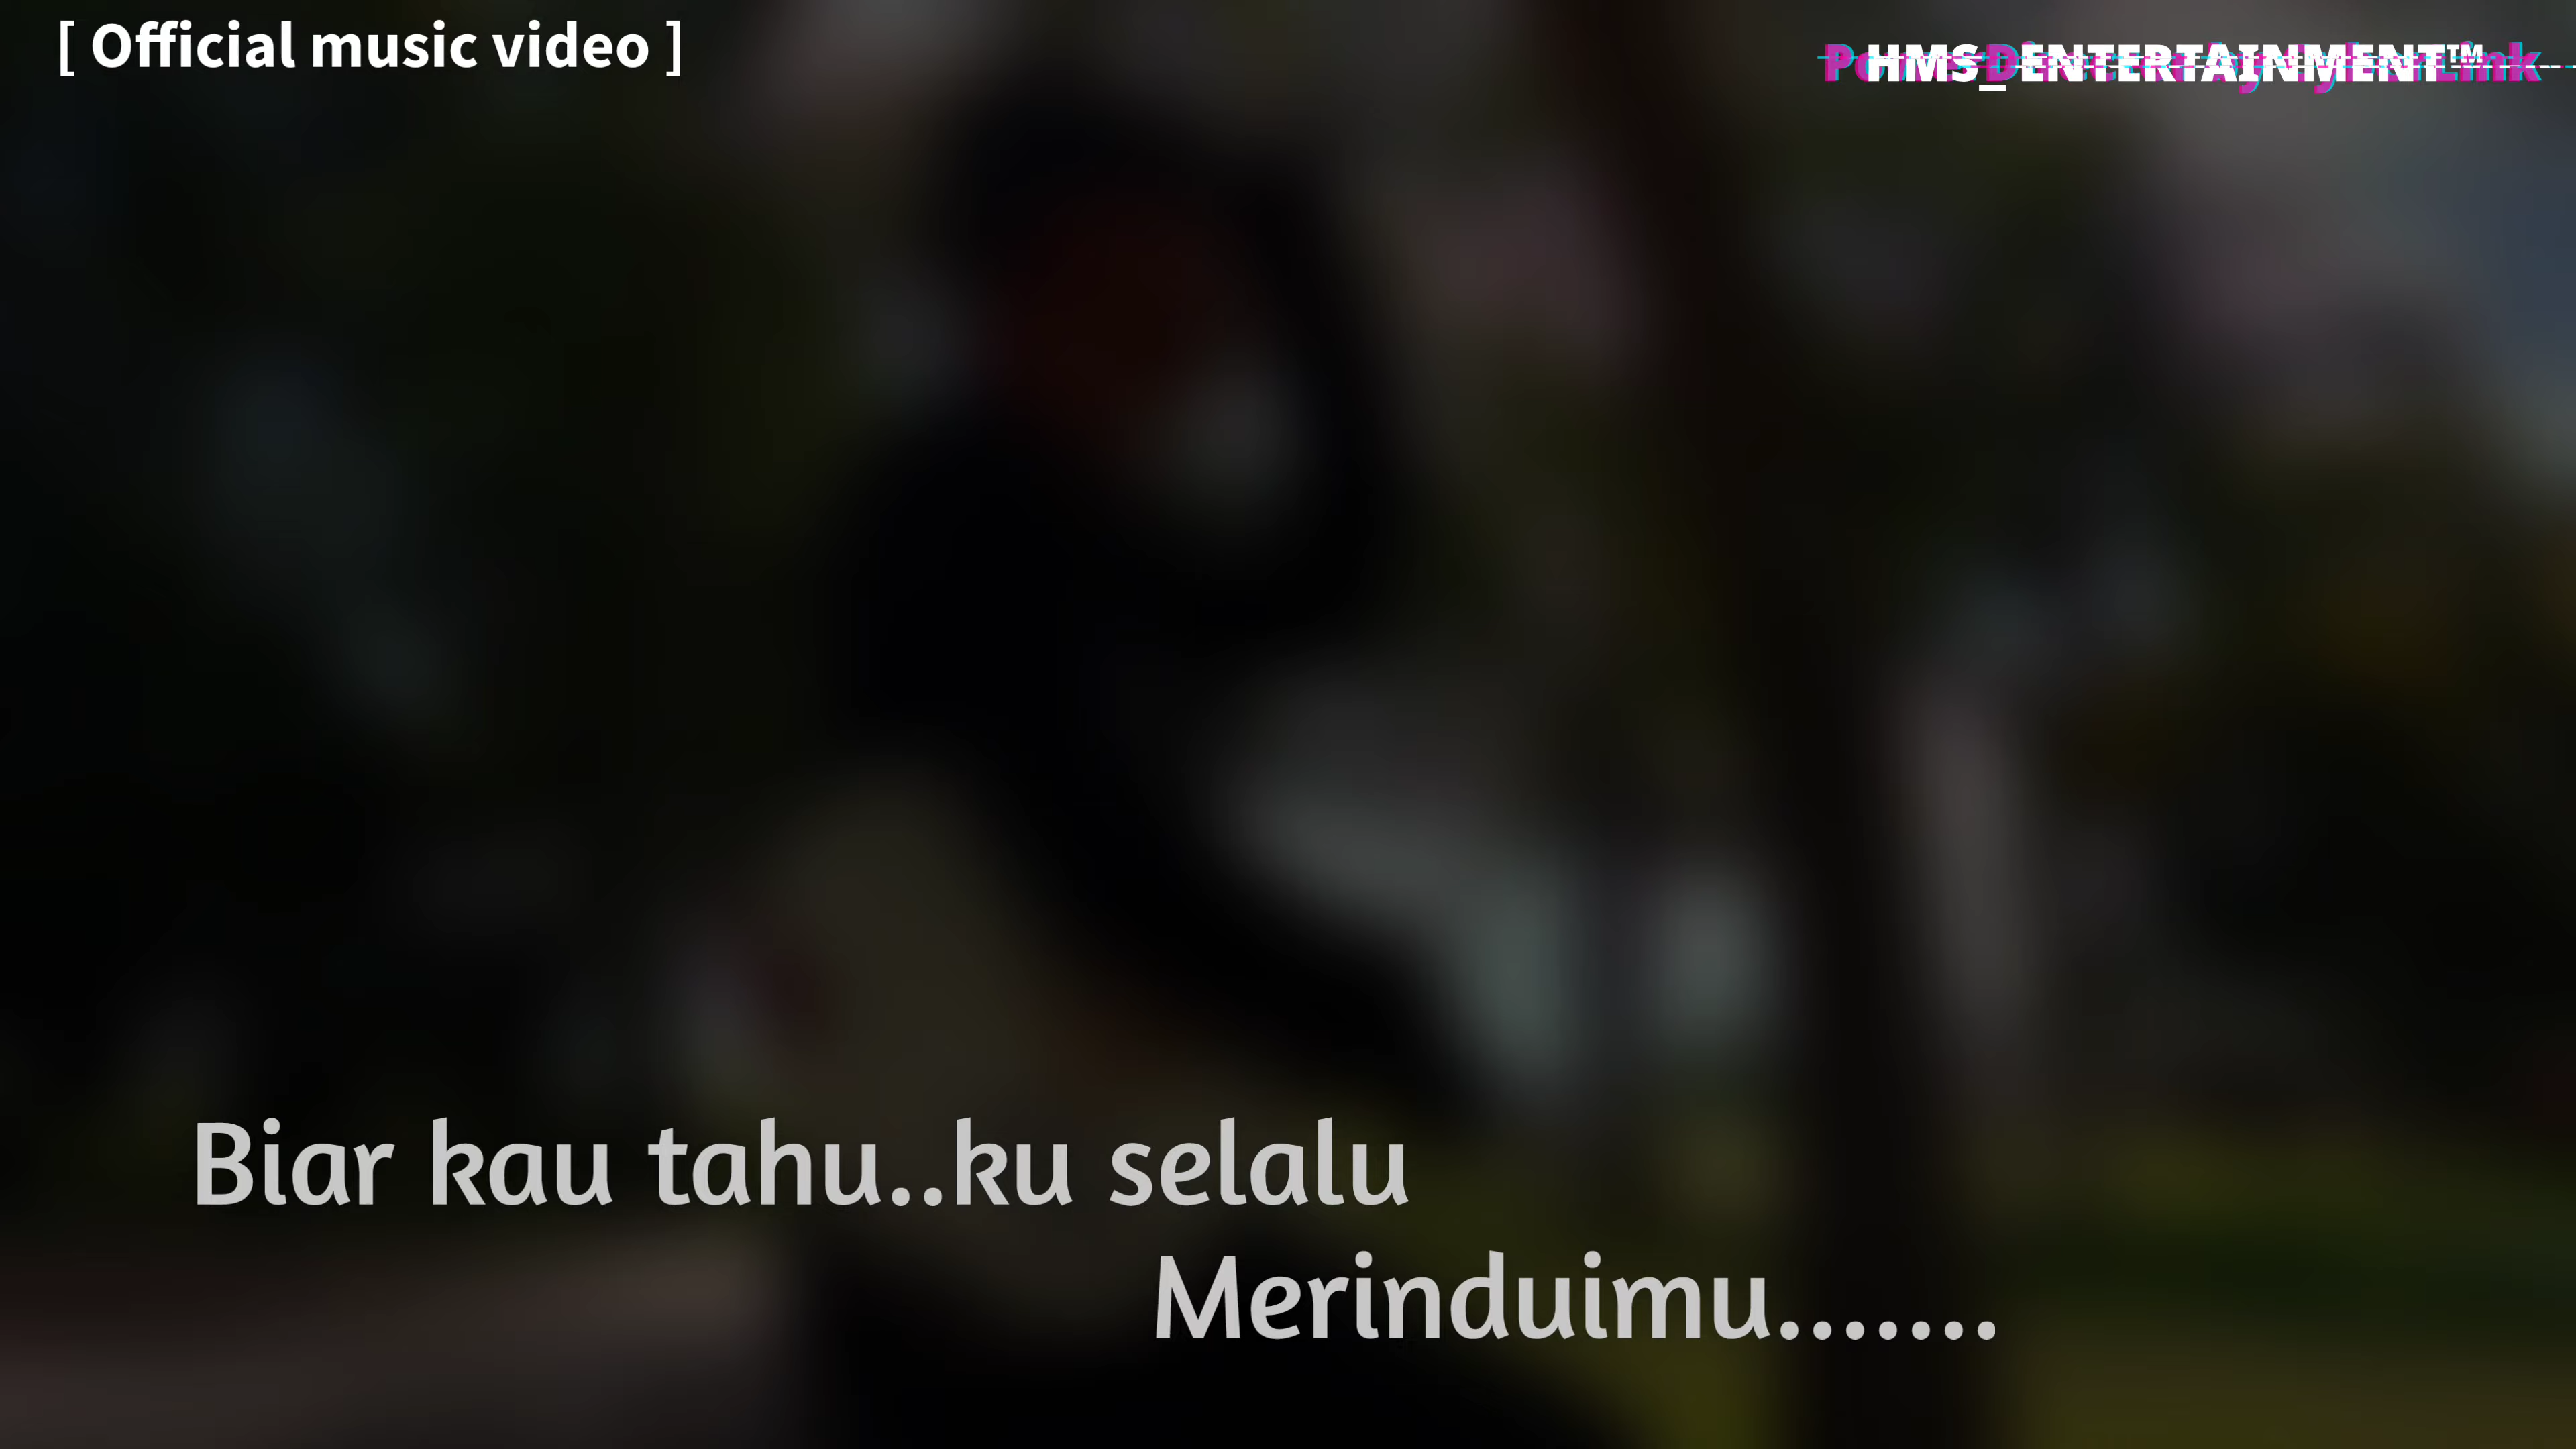 [ Official music video ]
HMS_ENTERTAINMENT™
Biar kau tahu..ku selalu
Merinduimu.......